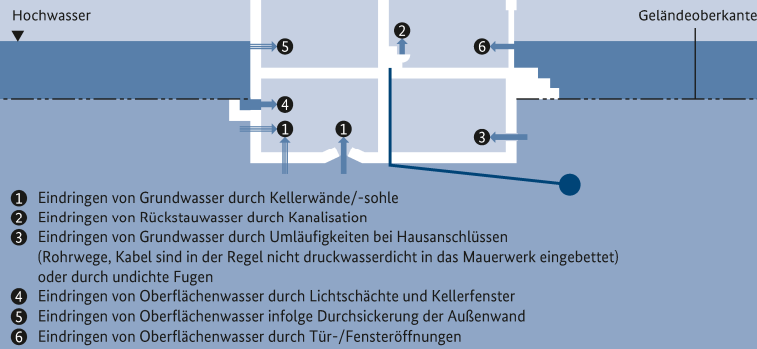 Hochwasser
Geländeoberkante
2
5
6
4
1
1
3
1 Eindringen von Grundwasser durch Kellerwände/-sohle
2 Eindringen von Rückstauwasser durch Kanalisation
3 Eindringen von Grundwasser durch Umläufigkeiten bei Hausanschlüssen
(Rohrwege, Kabel sind in der Regel nicht druckwasserdicht in das Mauerwerk eingebettet)
oder durch undichte Fugen
4 Eindringen von Oberflächenwasser durch Lichtschächte und Kellerfenster
5 Eindringen von Oberflächenwasser infolge Durchsickerung der Außenwand
6 Eindringen von Oberflächenwasser durch Tür-/Fensteröffnungen